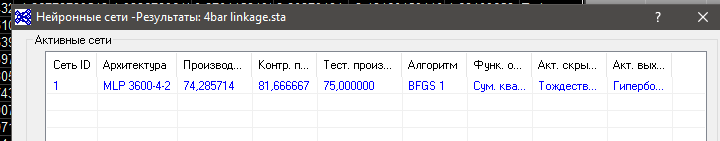 Нейронные сети -Результаты: 4bar linkage.sta
Активные сети
Сеть ID Архитектура Производ... Контр. п... Тест. произ... Алгоритм Функ. о... Акт. скры... Акт. вых...
1 MLP 3600-4-2 74,285714 81,666667 75,000000 BFGS 1 Сум. ква... Тождеств... Гипербо...